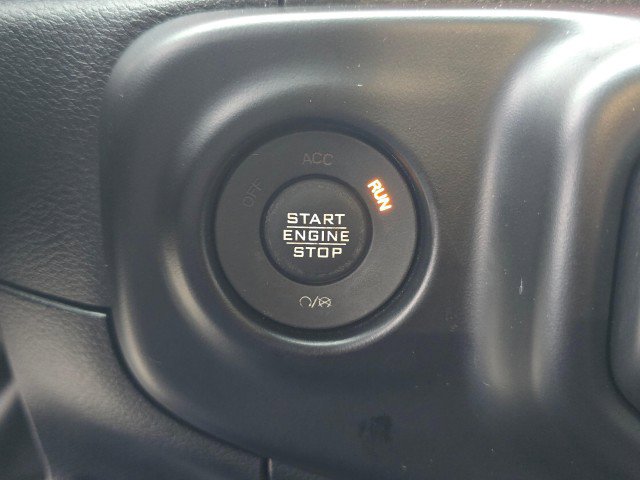 ACC
OFF
RUN
START
ENGINE
STOP